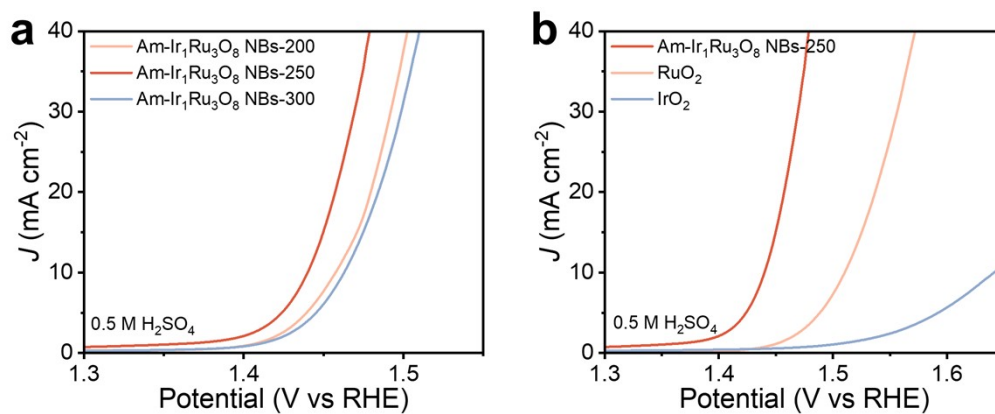 a
40
30
20
10
0
J (mA cm⁻²)
Am-Ir₁Ru₃O₈ NBs-200
Am-Ir₁Ru₃O₈ NBs-250
Am-Ir₁Ru₃O₈ NBs-300
0.5 M H₂SO₄
1.3 1.4 1.5
Potential (V vs RHE)
b
40
30
20
10
0
J (mA cm⁻²)
Am-Ir₁Ru₃O₈ NBs-250
RuO₂
IrO₂
0.5 M H₂SO₄
1.3 1.4 1.5 1.6
Potential (V vs RHE)